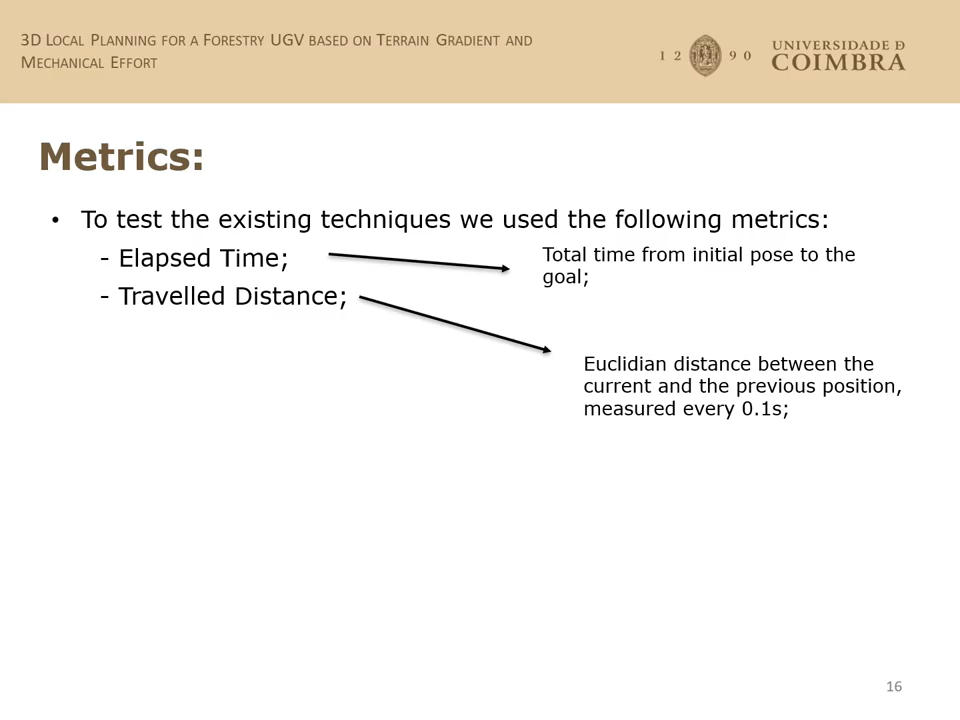 3D LOCAL PLANNING FOR A FORESTRY UGV BASED ON TERRAIN GRADIENT AND
MECHANICAL EFFORT
1 2 9 0
UNIVERSIDADE D
COIMBRA
Metrics:
• To test the existing techniques we used the following metrics:
- Elapsed Time;
Total time from initial pose to the
goal;
- Travelled Distance;
Euclidian distance between the
current and the previous position,
measured every 0.1s;
16